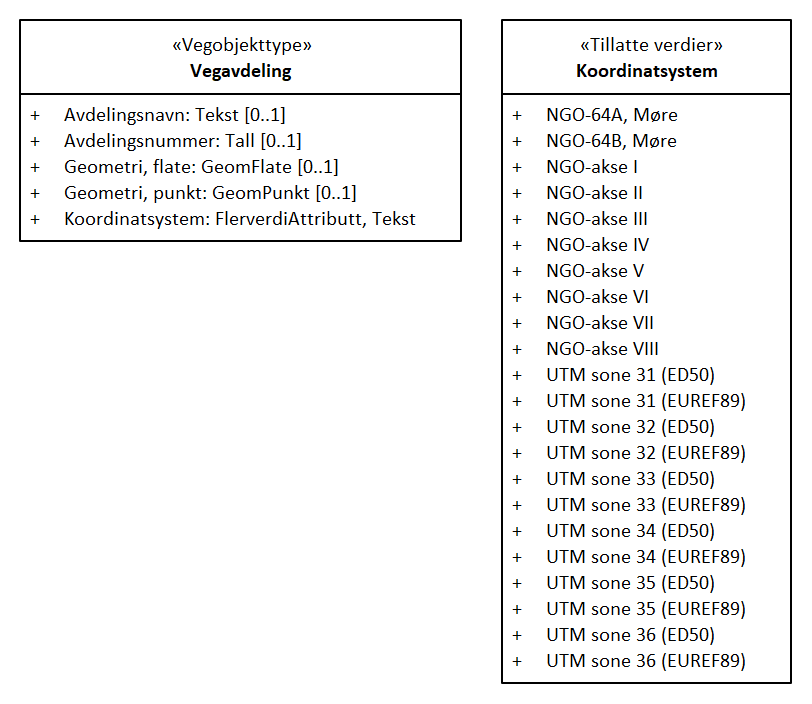 «Vegobjekttype»
Vegavdeling
+ Avdelingsnavn: Tekst [0..1]
+ Avdelingsnummer: Tall [0..1]
+ Geometri, flate: GeomFlate [0..1]
+ Geometri, punkt: GeomPunkt [0..1]
+ Koordinatsystem: FlerverdiAttributt, Tekst
«Tillatte verdier»
Koordinatsystem
+ NGO-64A, Møre
+ NGO-64B, Møre
+ NGO-akse I
+ NGO-akse II
+ NGO-akse III
+ NGO-akse IV
+ NGO-akse V
+ NGO-akse VI
+ NGO-akse VII
+ NGO-akse VIII
+ UTM sone 31 (ED50)
+ UTM sone 31 (EUREF89)
+ UTM sone 32 (ED50)
+ UTM sone 32 (EUREF89)
+ UTM sone 33 (ED50)
+ UTM sone 33 (EUREF89)
+ UTM sone 34 (ED50)
+ UTM sone 34 (EUREF89)
+ UTM sone 35 (ED50)
+ UTM sone 35 (EUREF89)
+ UTM sone 36 (ED50)
+ UTM sone 36 (EUREF89)